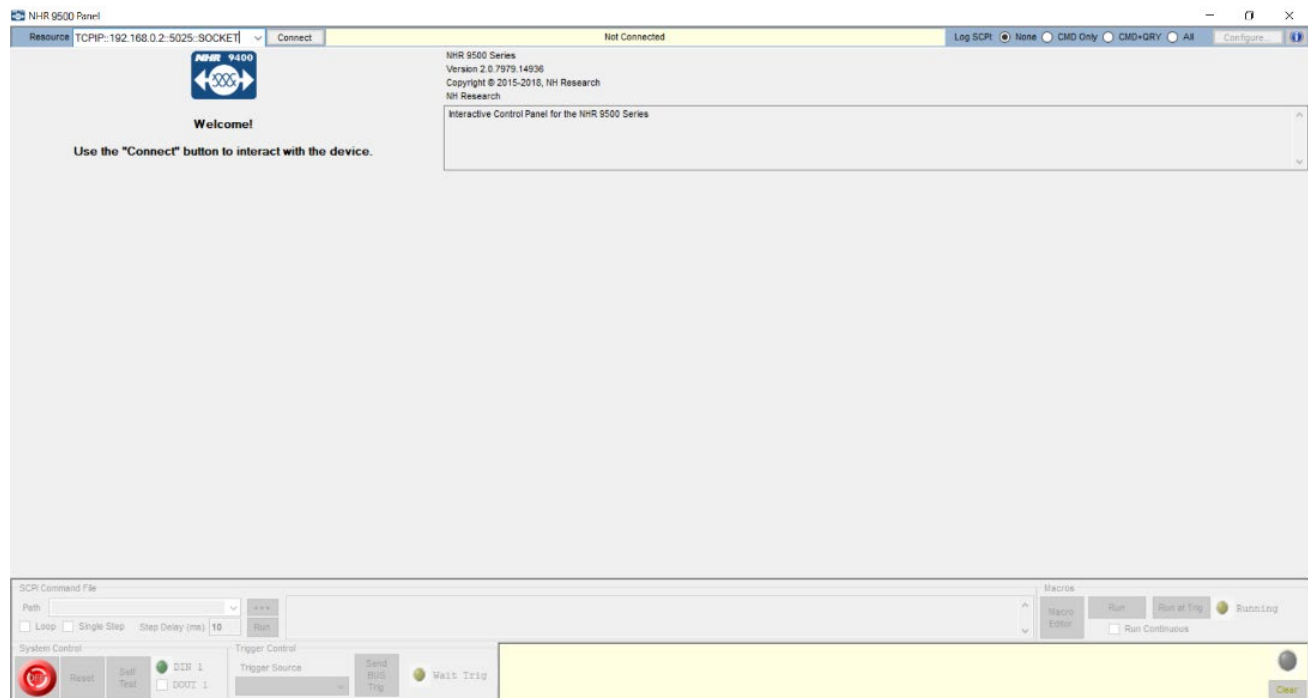 NHR 9500 Panel
Resource TCPIP::192.168.0.2::5025::SOCKET Connect Not Connected Log SCPI: None CMD Only CMD+QRY All Configure...
NHR 9400
Welcome!
Use the "Connect" button to interact with the device.
NHR 9500 Series
Version 2.0.7979.14936
Copyright © 2015-2018, NH Research
NH Research
Interactive Control Panel for the NHR 9500 Series
SCPI Command File
Path
Loop Single Step Step Delay (ms) 10 Run
Macros
Macro Editor Run Run at Trig Running
Run Continuous
System Control
OFF Reset Self Test DIN 1
DOUT 1
Trigger Control
Trigger Source Send BUS Trig Wait Trig
Clear